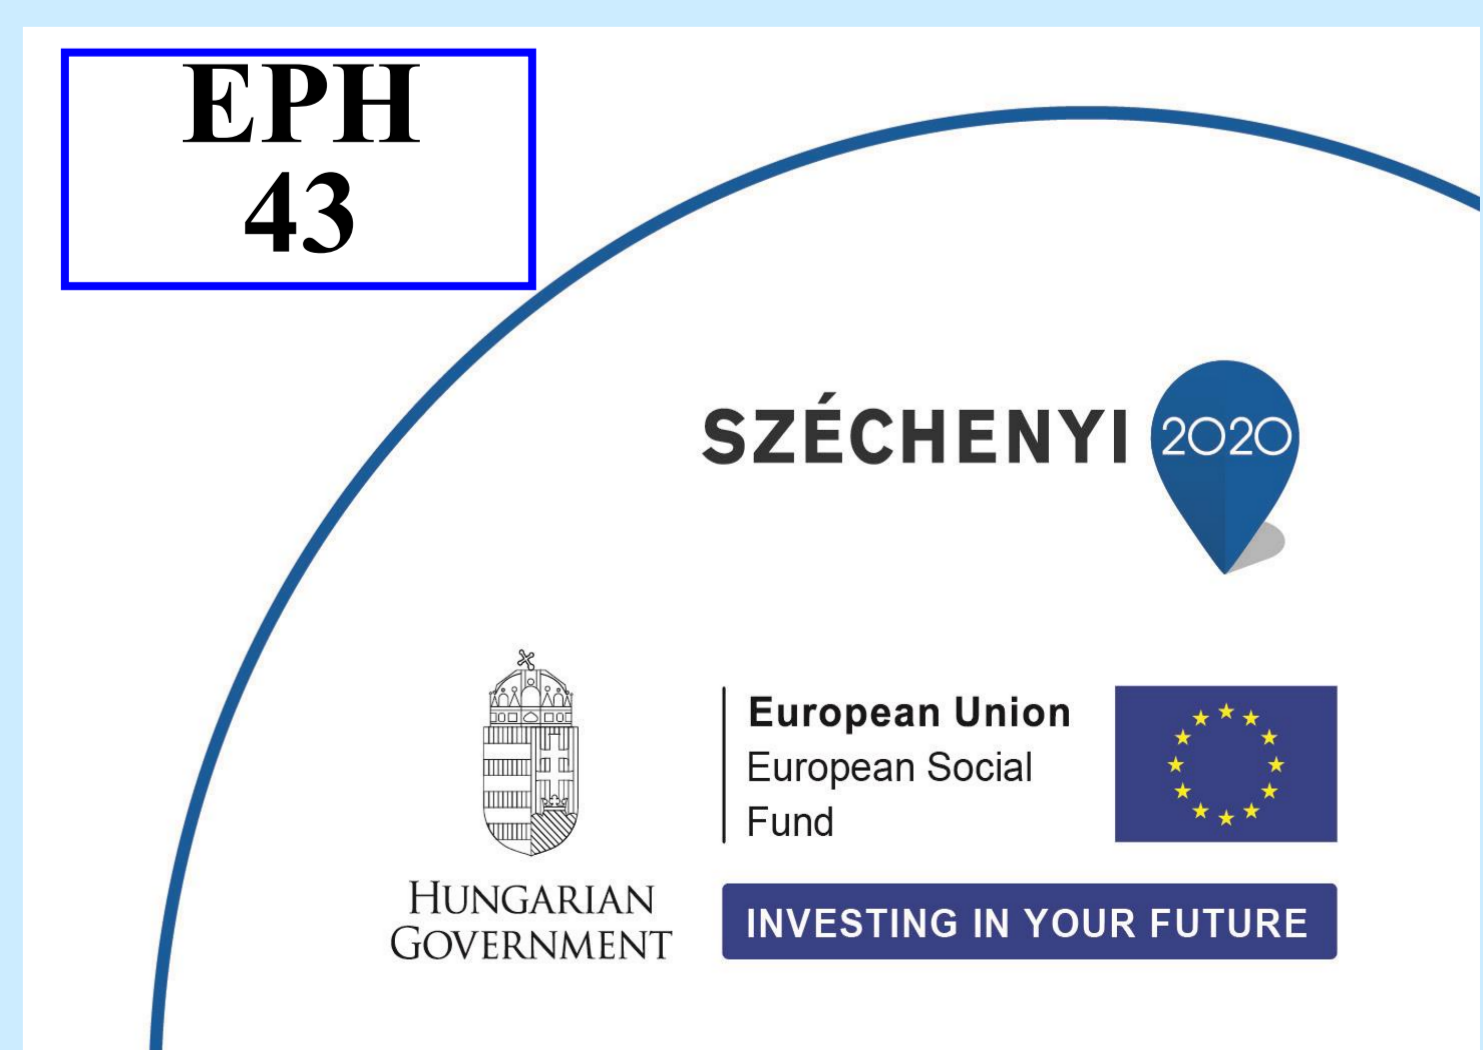 EPH
43
SZÉCHENYI 2020
European Union
European Social
Fund
HUNGARIAN
GOVERNMENT
INVESTING IN YOUR FUTURE